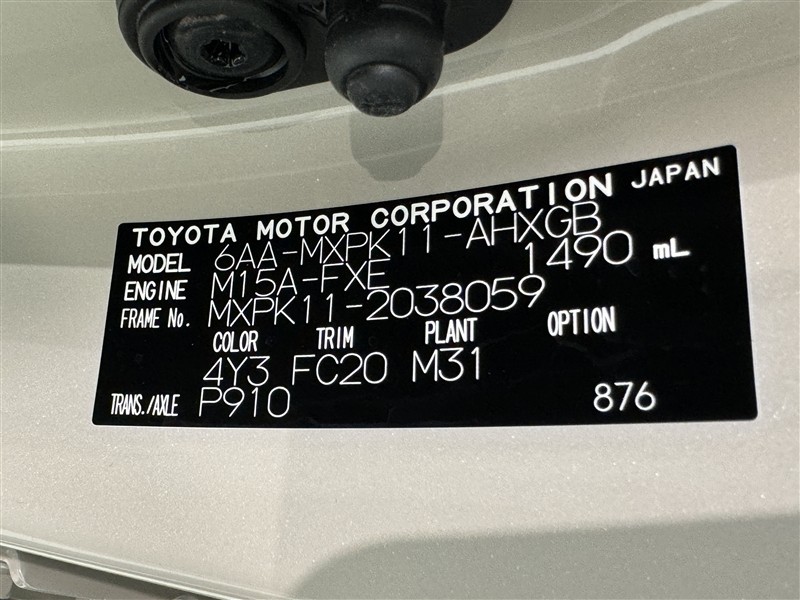 TOYOTA MOTOR CORPORATION JAPAN
MODEL 6AA-MXPK11-AHXGB
ENGINE M15A-FXE 1490 mL
FRAME No. MXPK11-2038059
COLOR TRIM PLANT OPTION
4Y3 FC20 M31
TRANS./AXLE P910 876